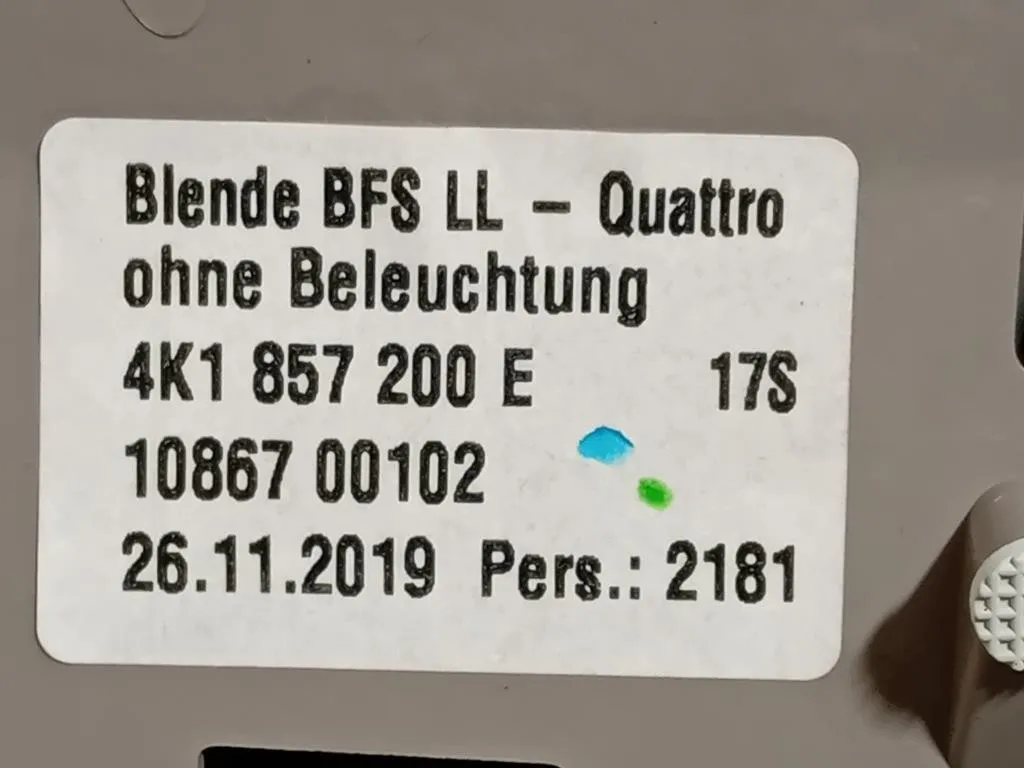 Blende BFS LL - Quattro
ohne Beleuchtung
4K1 857 200 E 17S
10867 00102
26.11.2019 Pers.: 2181